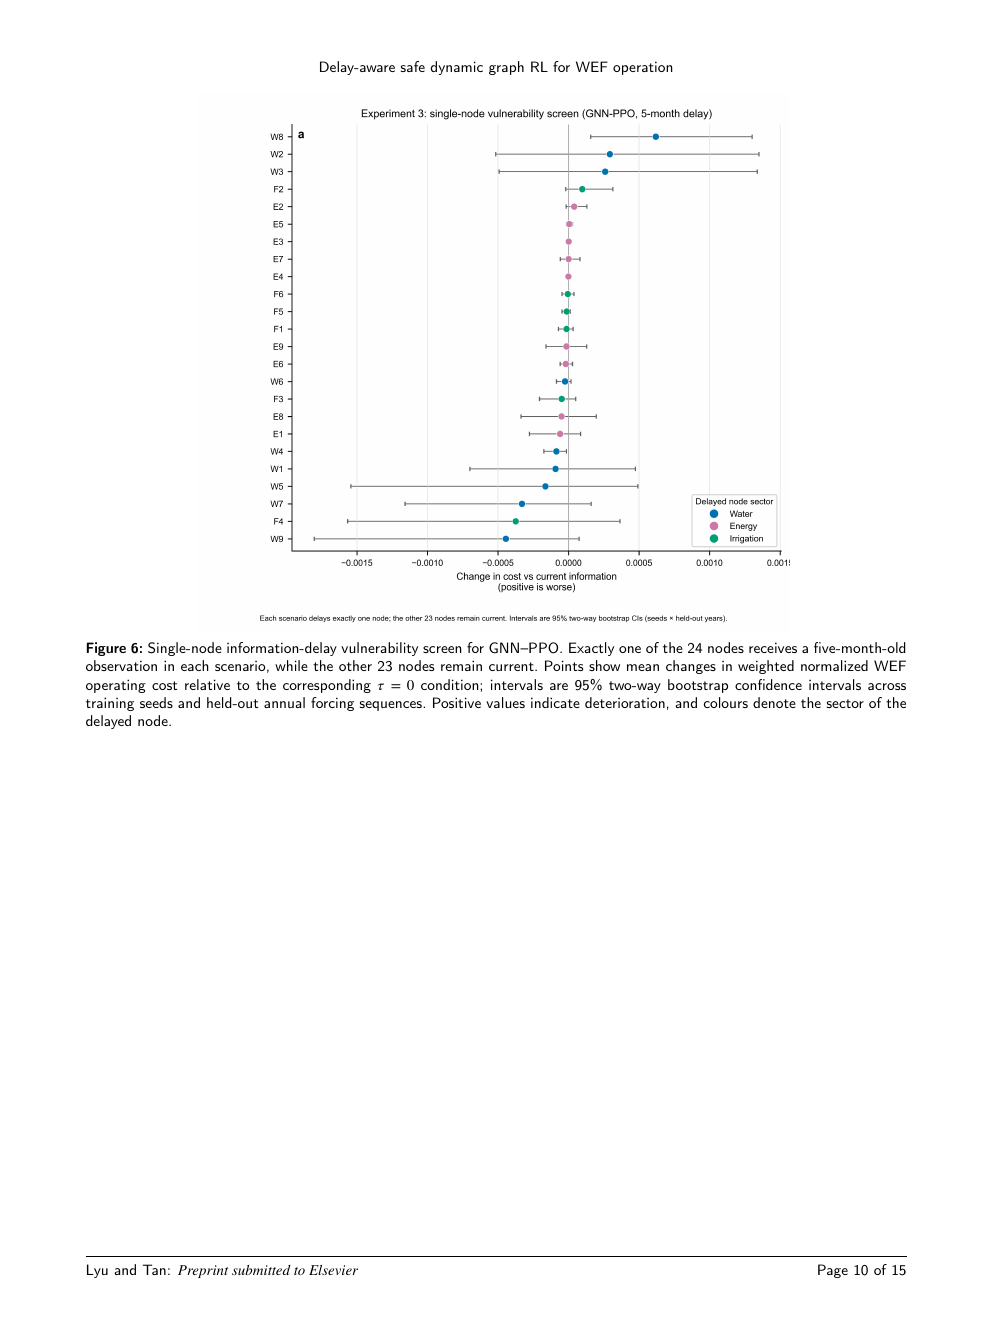 Delay-aware safe dynamic graph RL for WEF operation
Experiment 3: single-node vulnerability screen (GNN-PPO, 5-month delay)
a
W8
W2
W3
F2
E2
E5
E3
E7
E4
F6
F5
F1
E9
E6
W6
F3
E8
E1
W4
W1
W5
W7
F4
W9
Delayed node sector
Water
Energy
Irrigation
−0.0015 −0.0010 −0.0005 0.0000 0.0005 0.0010 0.0015
Change in cost vs current information
(positive is worse)
Each scenario delays exactly one node; the other 23 nodes remain current. Intervals are 95% two-way bootstrap CIs (seeds × held-out years).
Figure 6: Single-node information-delay vulnerability screen for GNN–PPO. Exactly one of the 24 nodes receives a five-month-old
observation in each scenario, while the other 23 nodes remain current. Points show mean changes in weighted normalized WEF
operating cost relative to the corresponding τ = 0 condition; intervals are 95% two-way bootstrap confidence intervals across
training seeds and held-out annual forcing sequences. Positive values indicate deterioration, and colours denote the sector of the
delayed node.
Lyu and Tan: Preprint submitted to Elsevier
Page 10 of 15